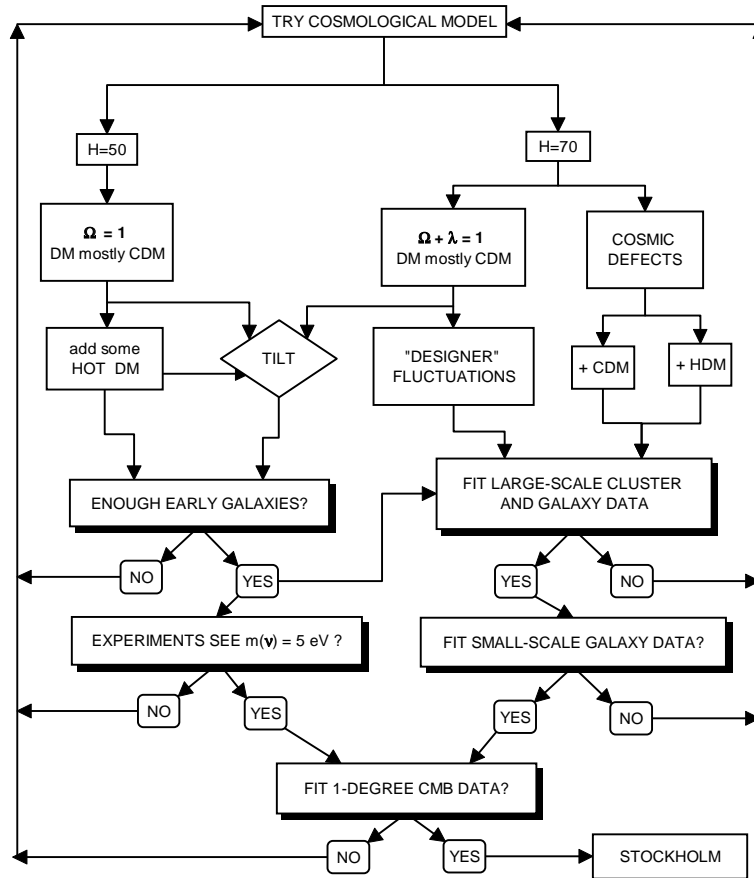 TRY COSMOLOGICAL MODEL
H=50
H=70
Ω = 1
DM mostly CDM
Ω + λ = 1
DM mostly CDM
COSMIC
DEFECTS
add some
HOT DM
TILT
"DESIGNER"
FLUCTUATIONS
+ CDM
+ HDM
ENOUGH EARLY GALAXIES?
FIT LARGE-SCALE CLUSTER
AND GALAXY DATA
NO
YES
YES
NO
EXPERIMENTS SEE m(ν) = 5 eV ?
FIT SMALL-SCALE GALAXY DATA?
NO
YES
YES
NO
FIT 1-DEGREE CMB DATA?
NO
YES
STOCKHOLM